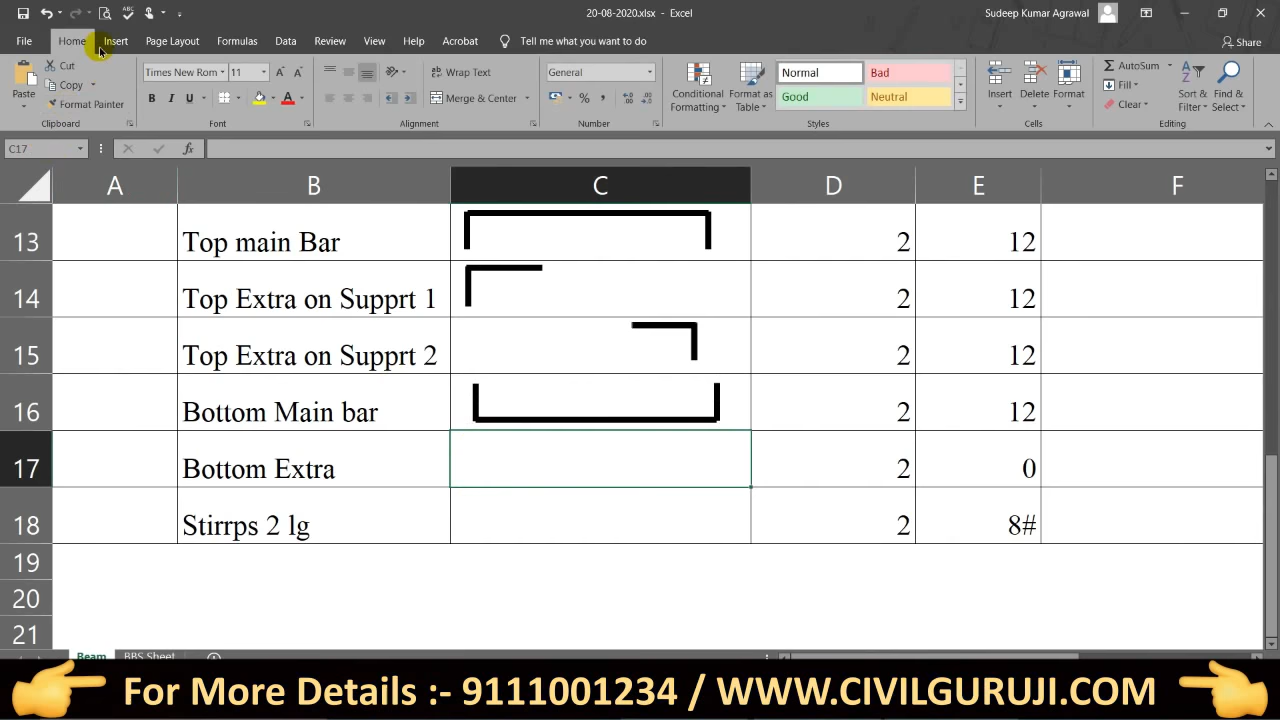 20-08-2020.xlsx - Excel
Sudeep Kumar Agrawal
File Home Insert Page Layout Formulas Data Review View Help Acrobat Tell me what you want to do Share
Paste
Cut
Copy
Format Painter
Clipboard
Times New Rom 11
B I U
Font
Wrap Text
Merge & Center
Alignment
General
Number
Conditional Formatting
Format as Table
Normal Bad
Good Neutral
Styles
Insert Delete Format
Cells
AutoSum
Fill
Clear
Sort & Filter
Find & Select
Editing
C17 fx
A B C D E F
13 Top main Bar 2 12
14 Top Extra on Supprt 1 2 12
15 Top Extra on Supprt 2 2 12
16 Bottom Main bar 2 12
17 Bottom Extra 2 0
18 Stirrps 2 lg 2 8#
19
20
21
Beam BBS Sheet
For More Details :- 9111001234 / WWW.CIVILGURUJI.COM